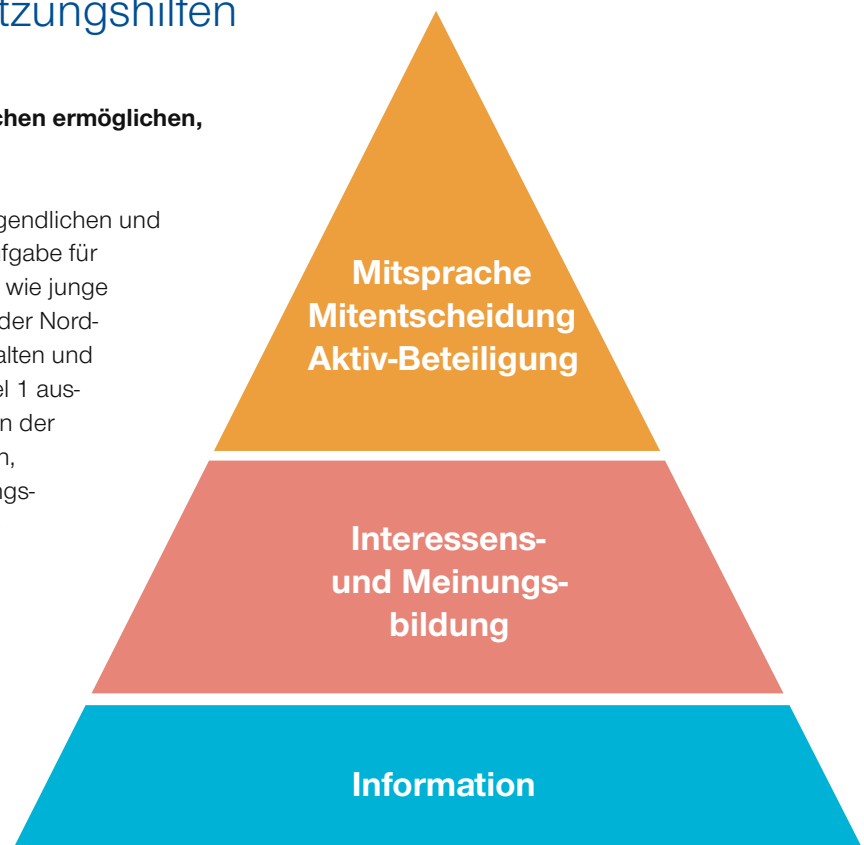 tzungshilfen
chen ermöglichen,
gendlichen und
fgabe für
wie junge
der Nord-
alten und
el 1 aus-
n der
n,
ngs-
Mitsprache
Mitentscheidung
Aktiv-Beteiligung
Interessens-
und Meinungs-
bildung
Information